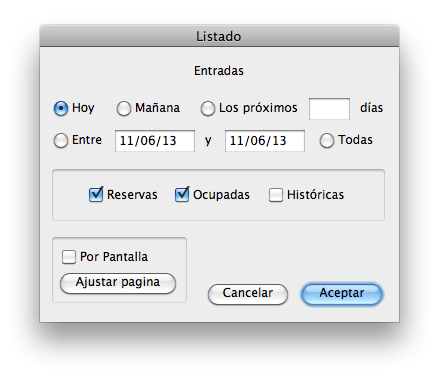 Listado
Entradas
Hoy Mañana Los próximos días
Entre 11/06/13 y 11/06/13 Todas
Reservas Ocupadas Históricas
Por Pantalla
Ajustar pagina
Cancelar Aceptar